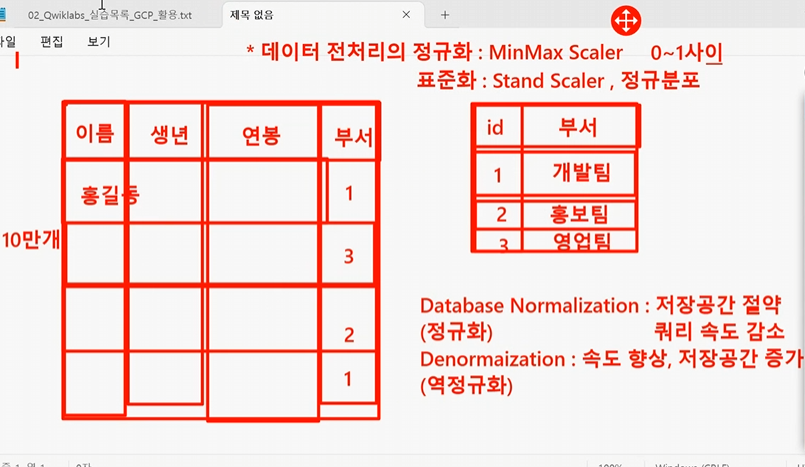 02_Qwiklabs_실습목록_GCP_활용.txt 제목 없음
편집 보기
* 데이터 전처리의 정규화 : MinMax Scaler 0~1사이
표준화 : Stand Scaler , 정규분포
이름 생년 연봉 부서
홍길동 1
10만개
3
2
1
id 부서
1 개발팀
2 홍보팀
3 영업팀
Database Normalization : 저장공간 절약
(정규화) 쿼리 속도 감소
Denormaization : 속도 향상, 저장공간 증가
(역정규화)
100% Windows (CRLF)